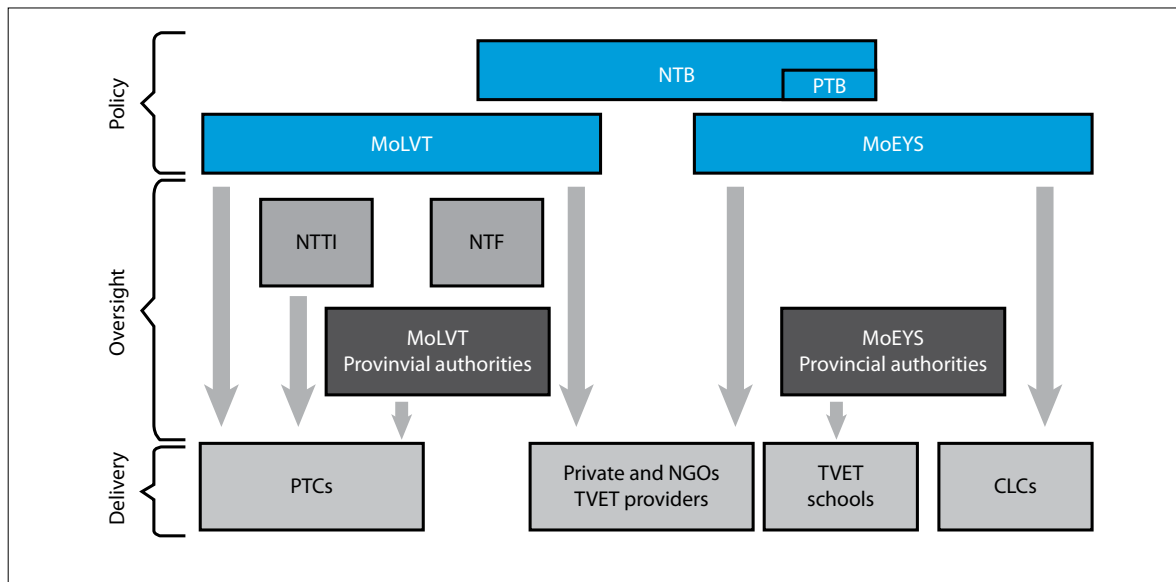 Policy
NTB
PTB
MoLVT
MoEYS
Oversight
NTTI
NTF
MoLVT
Provinvial authorities
MoEYS
Provincial authorities
Delivery
PTCs
Private and NGOs
TVET providers
TVET
schools
CLCs